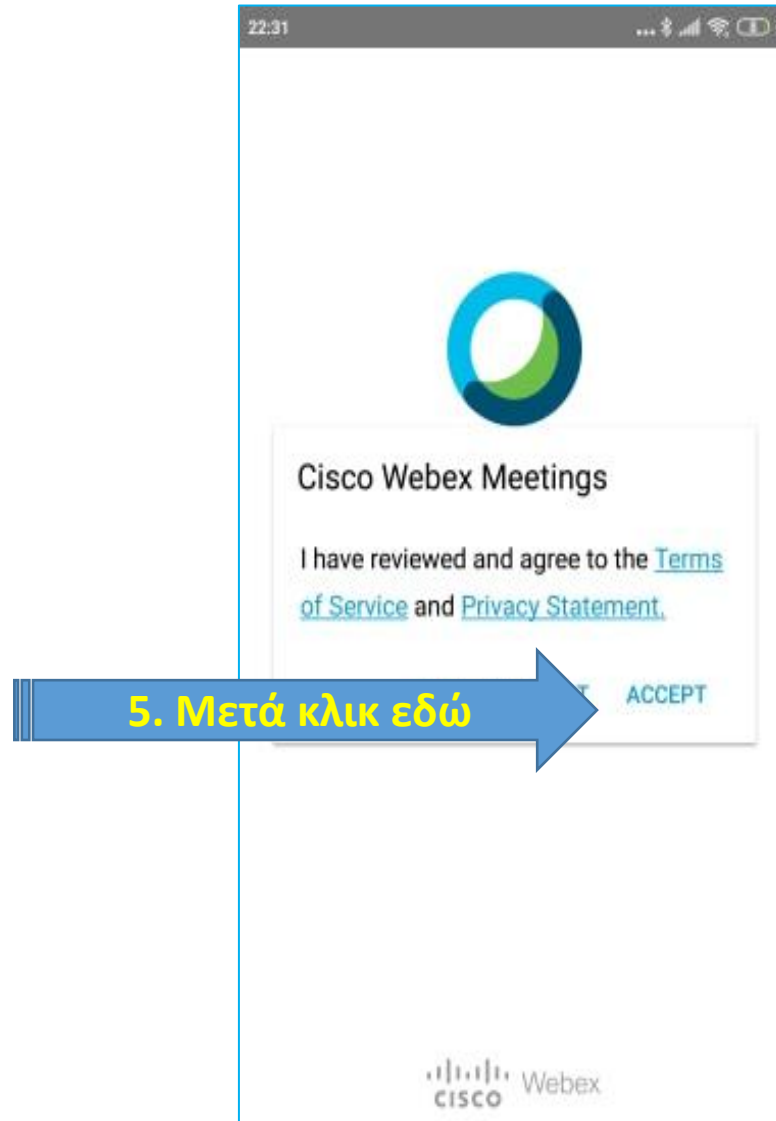 22:31
Cisco Webex Meetings
I have reviewed and agree to the Terms
of Service and Privacy Statement.
5. Μετά κλικ εδώ
ACCEPT
CISCO Webex